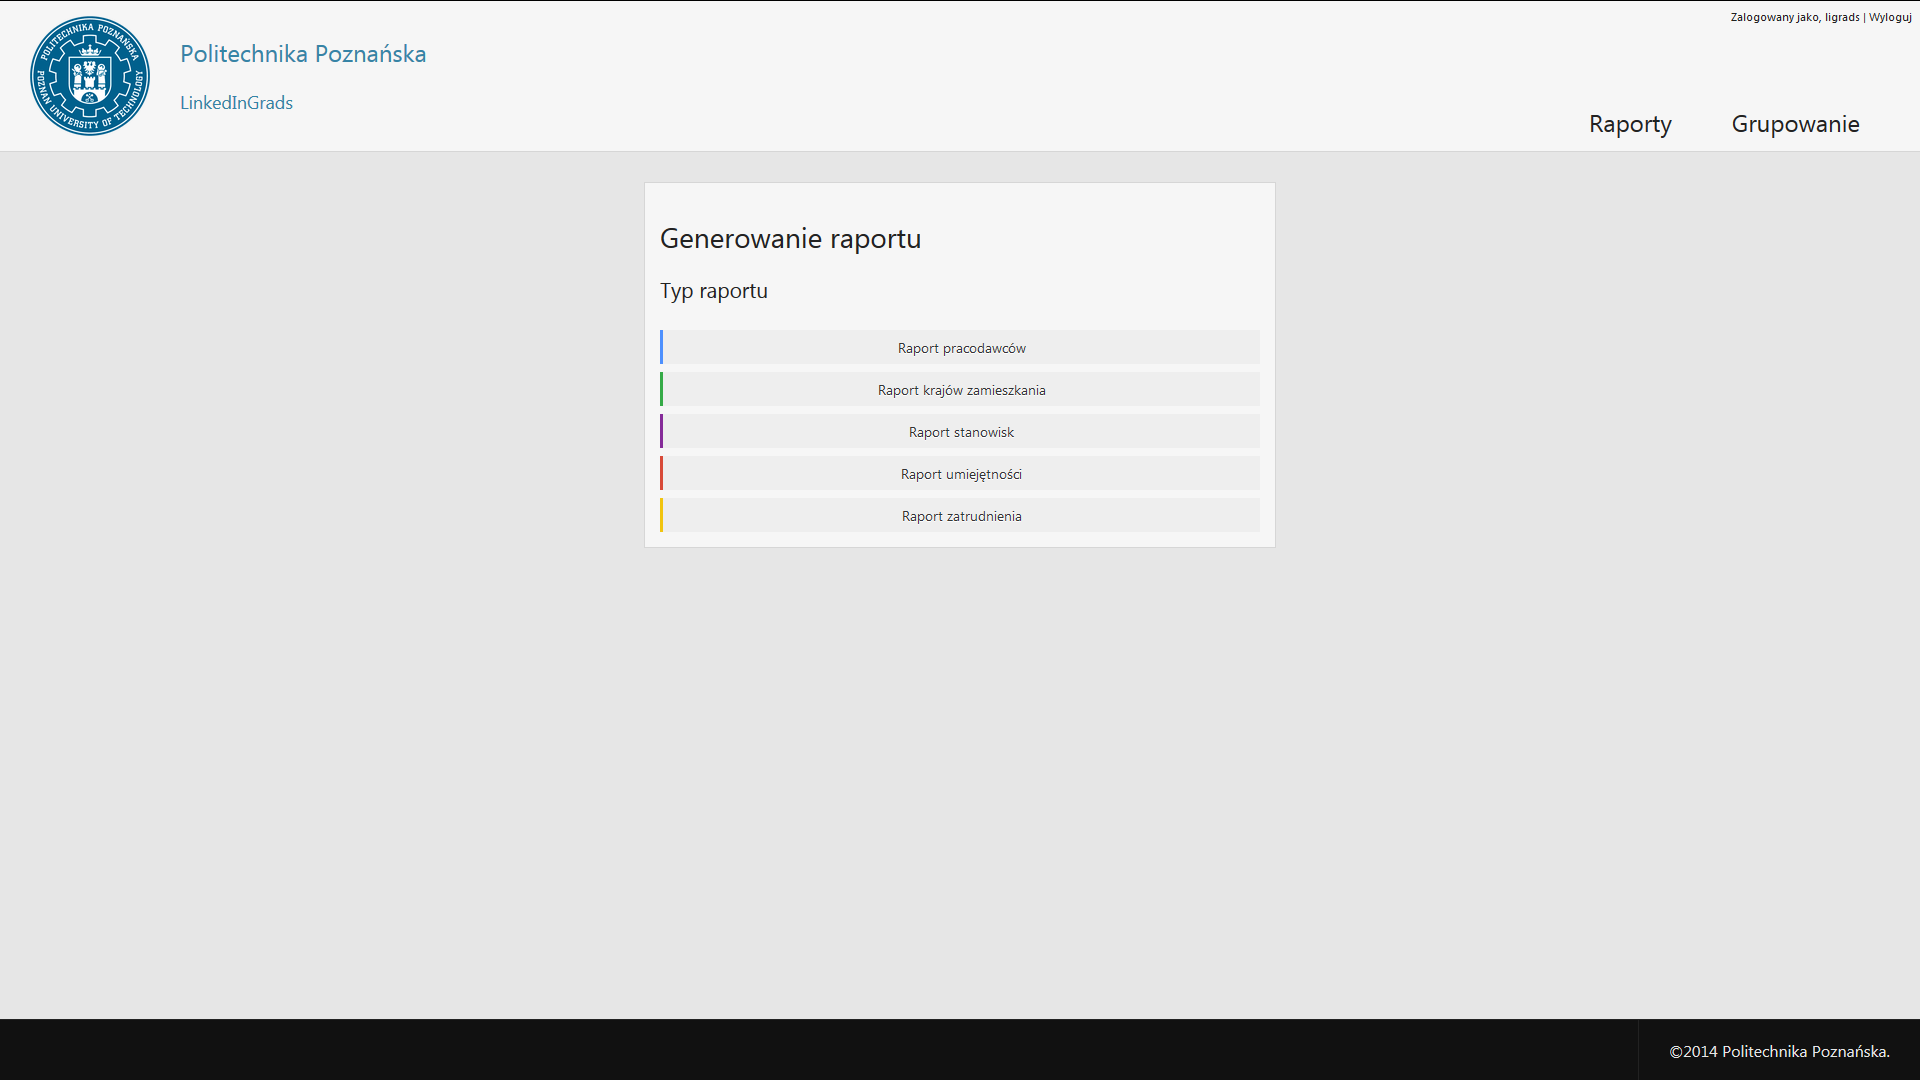 Zalogowany jako, ligrads | Wyloguj
POLITECHNIKA POZNAŃSKA
POZNAN UNIVERSITY OF TECHNOLOGY
Politechnika Poznańska
LinkedInGrads
Raporty Grupowanie
Generowanie raportu
Typ raportu
Raport pracodawców
Raport krajów zamieszkania
Raport stanowisk
Raport umiejętności
Raport zatrudnienia
©2014 Politechnika Poznańska.